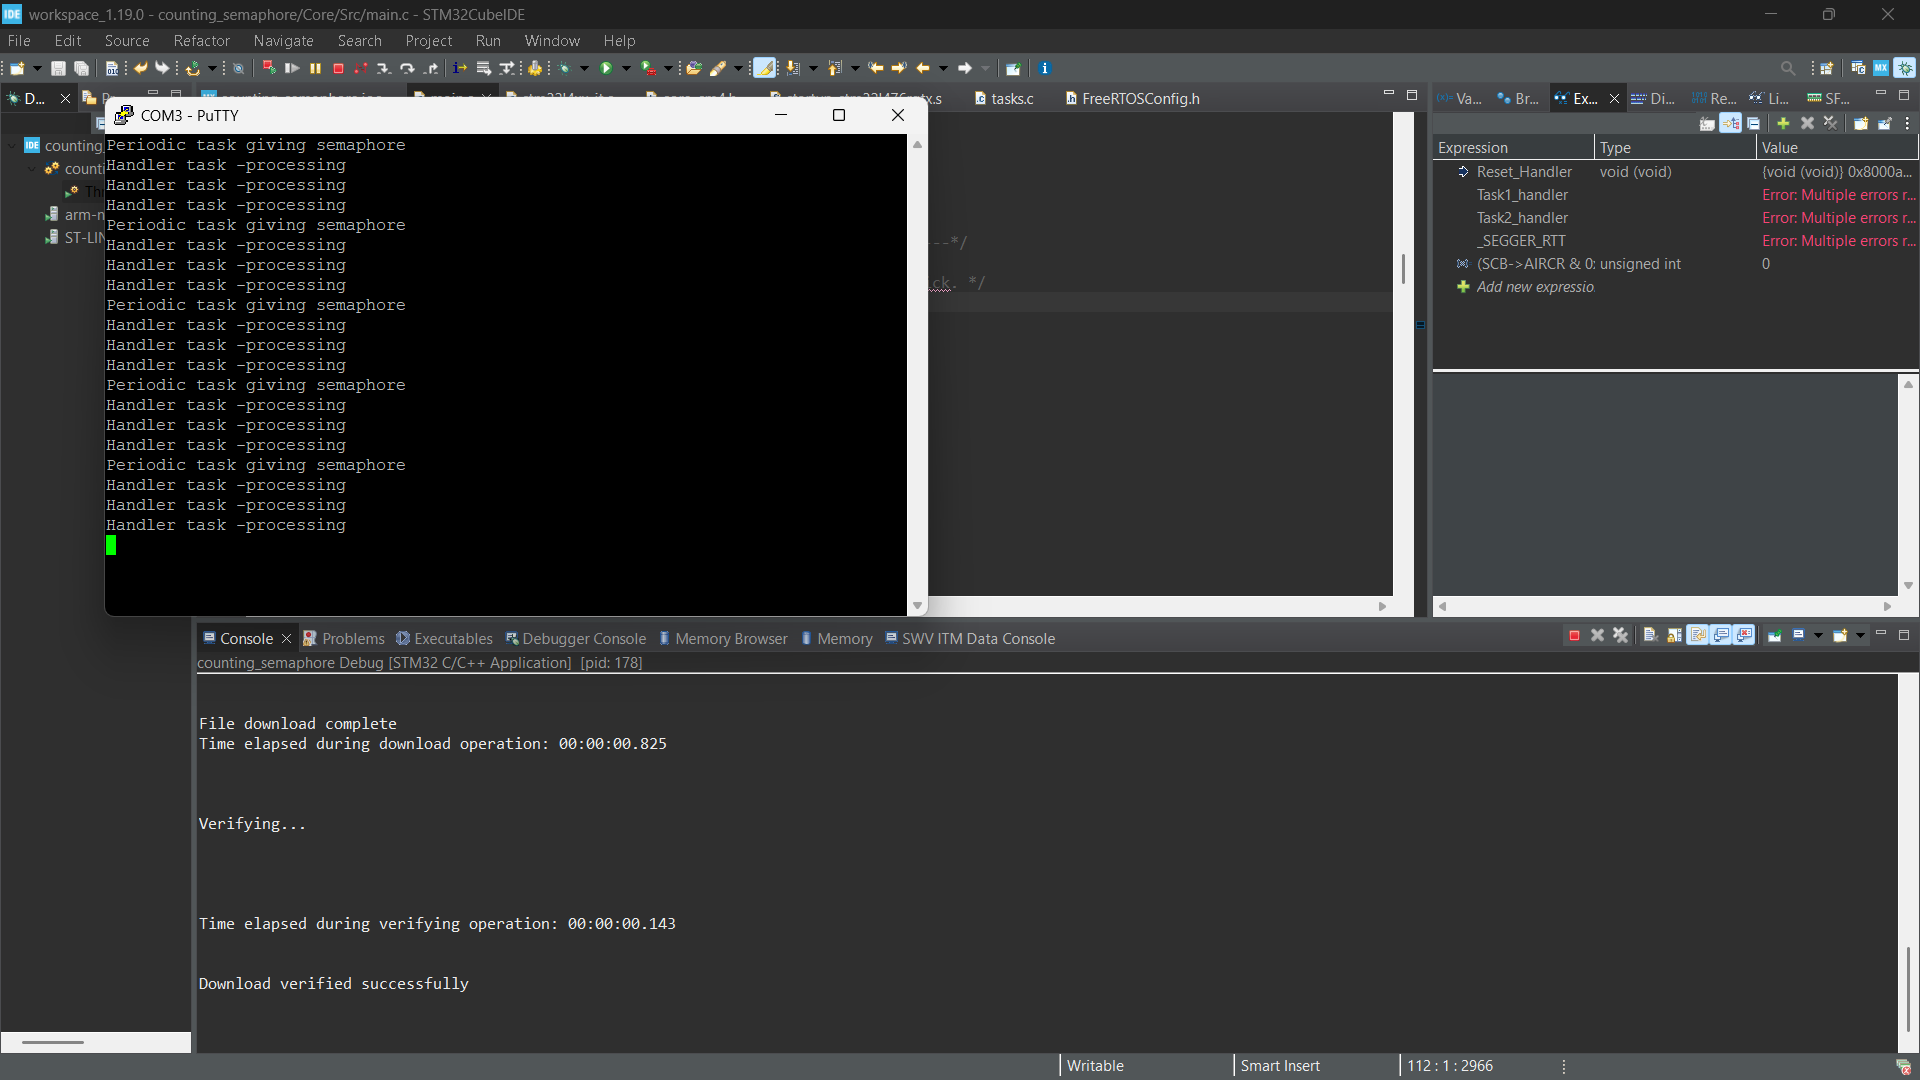 workspace_1.19.0 - counting_semaphore/Core/Src/main.c - STM32CubeIDE
File Edit Source Refactor Navigate Search Project Run Window Help
D...
tasks.c
FreeRTOSConfig.h
Va... Br... Ex... Di... Re... Li... SF...
COM3 - PuTTY
Periodic task giving semaphore
Handler task -processing
Handler task -processing
Handler task -processing
Periodic task giving semaphore
Handler task -processing
Handler task -processing
Handler task -processing
Periodic task giving semaphore
Handler task -processing
Handler task -processing
Handler task -processing
Periodic task giving semaphore
Handler task -processing
Handler task -processing
Handler task -processing
Periodic task giving semaphore
Handler task -processing
Handler task -processing
Handler task -processing
counting
counti
Thr
arm-n
ST-LIN
--*/
ck. */
Expression Type Value
Reset_Handler void (void) {void (void)} 0x8000a...
Task1_handler Error: Multiple errors r...
Task2_handler Error: Multiple errors r...
_SEGGER_RTT Error: Multiple errors r...
(SCB->AIRCR & 0: unsigned int 0
Add new expressio
Console Problems Executables Debugger Console Memory Browser Memory SWV ITM Data Console
counting_semaphore Debug [STM32 C/C++ Application] [pid: 178]
File download complete
Time elapsed during download operation: 00:00:00.825
Verifying...
Time elapsed during verifying operation: 00:00:00.143
Download verified successfully
Writable Smart Insert 112 : 1 : 2966